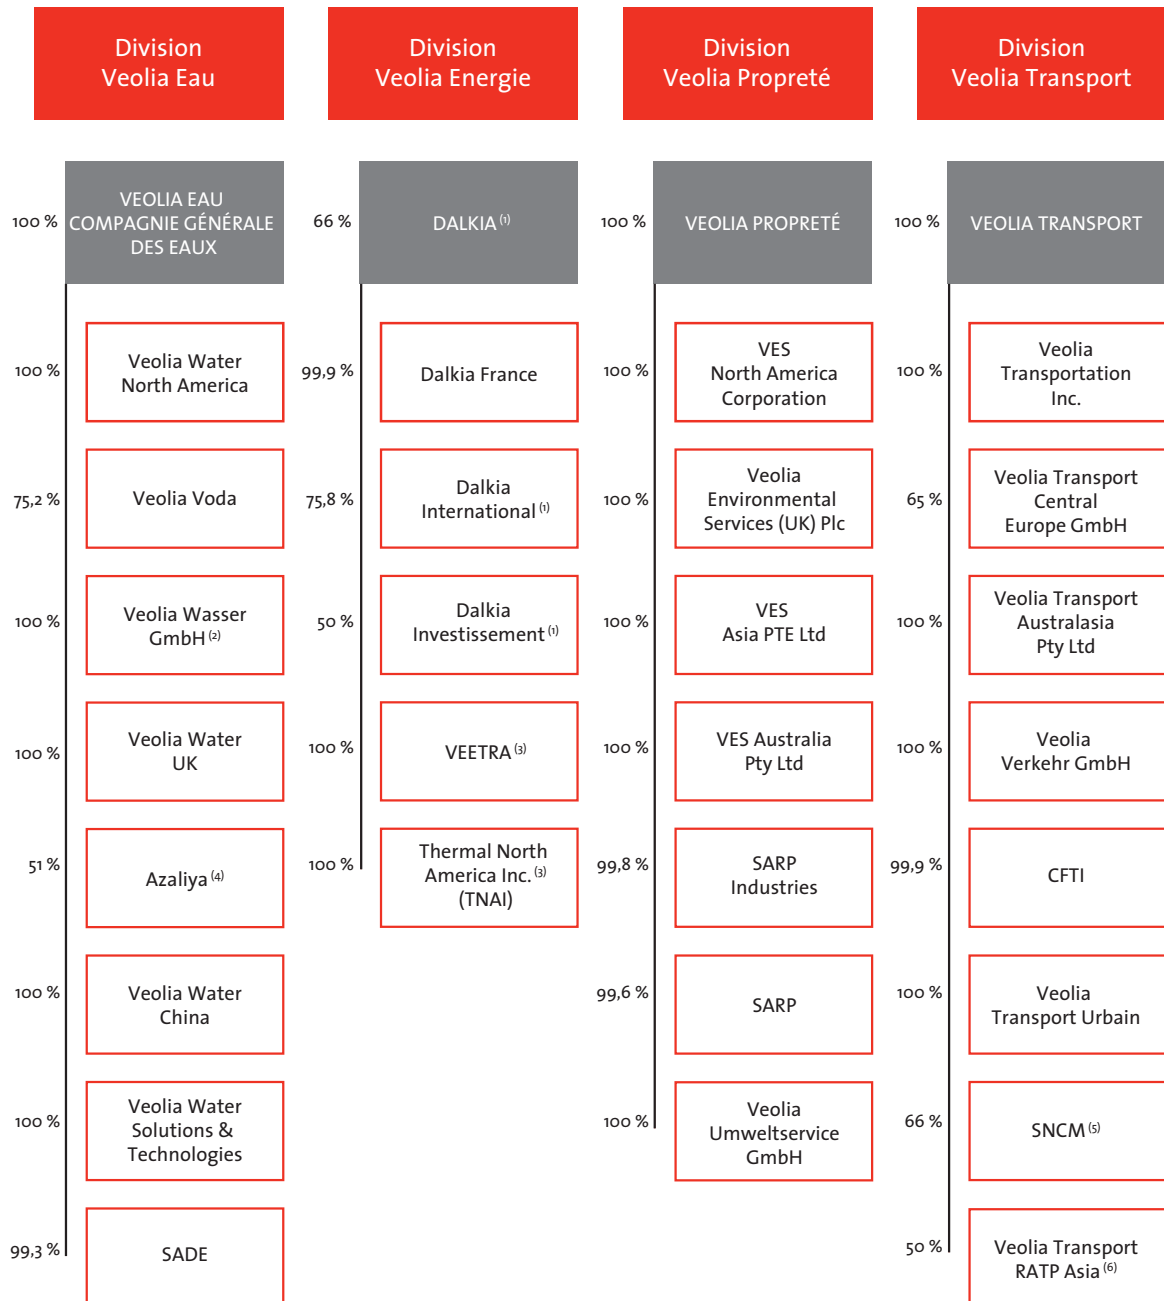 Division
Veolia Eau
100 %
VEOLIA EAU
COMPAGNIE GÉNÉRALE
DES EAUX
100 %
Veolia Water
North America
75,2 %
Veolia Voda
100 %
Veolia Wasser
GmbH (2)
100 %
Veolia Water
UK
51 %
Azaliya (4)
100 %
Veolia Water
China
100 %
Veolia Water
Solutions &
Technologies
99,3 %
SADE
Division
Veolia Energie
66 %
DALKIA (1)
99,9 %
Dalkia France
75,8 %
Dalkia
International (1)
50 %
Dalkia
Investissement (1)
100 %
VEETRA (3)
100 %
Thermal North
America Inc. (3)
(TNAI)
Division
Veolia Propreté
100 %
VEOLIA PROPRETÉ
100 %
VES
North America
Corporation
100 %
Veolia
Environmental
Services (UK) Plc
100 %
VES
Asia PTE Ltd
100 %
VES Australia
Pty Ltd
99,8 %
SARP
Industries
99,6 %
SARP
100 %
Veolia
Umweltservice
GmbH
Division
Veolia Transport
100 %
VEOLIA TRANSPORT
100 %
Veolia
Transportation
Inc.
65 %
Veolia Transport
Central
Europe GmbH
100 %
Veolia Transport
Australasia
Pty Ltd
100 %
Veolia
Verkehr GmbH
99,9 %
CFTI
100 %
Veolia
Transport Urbain
66 %
SNCM (5)
50 %
Veolia Transport
RATP Asia (6)